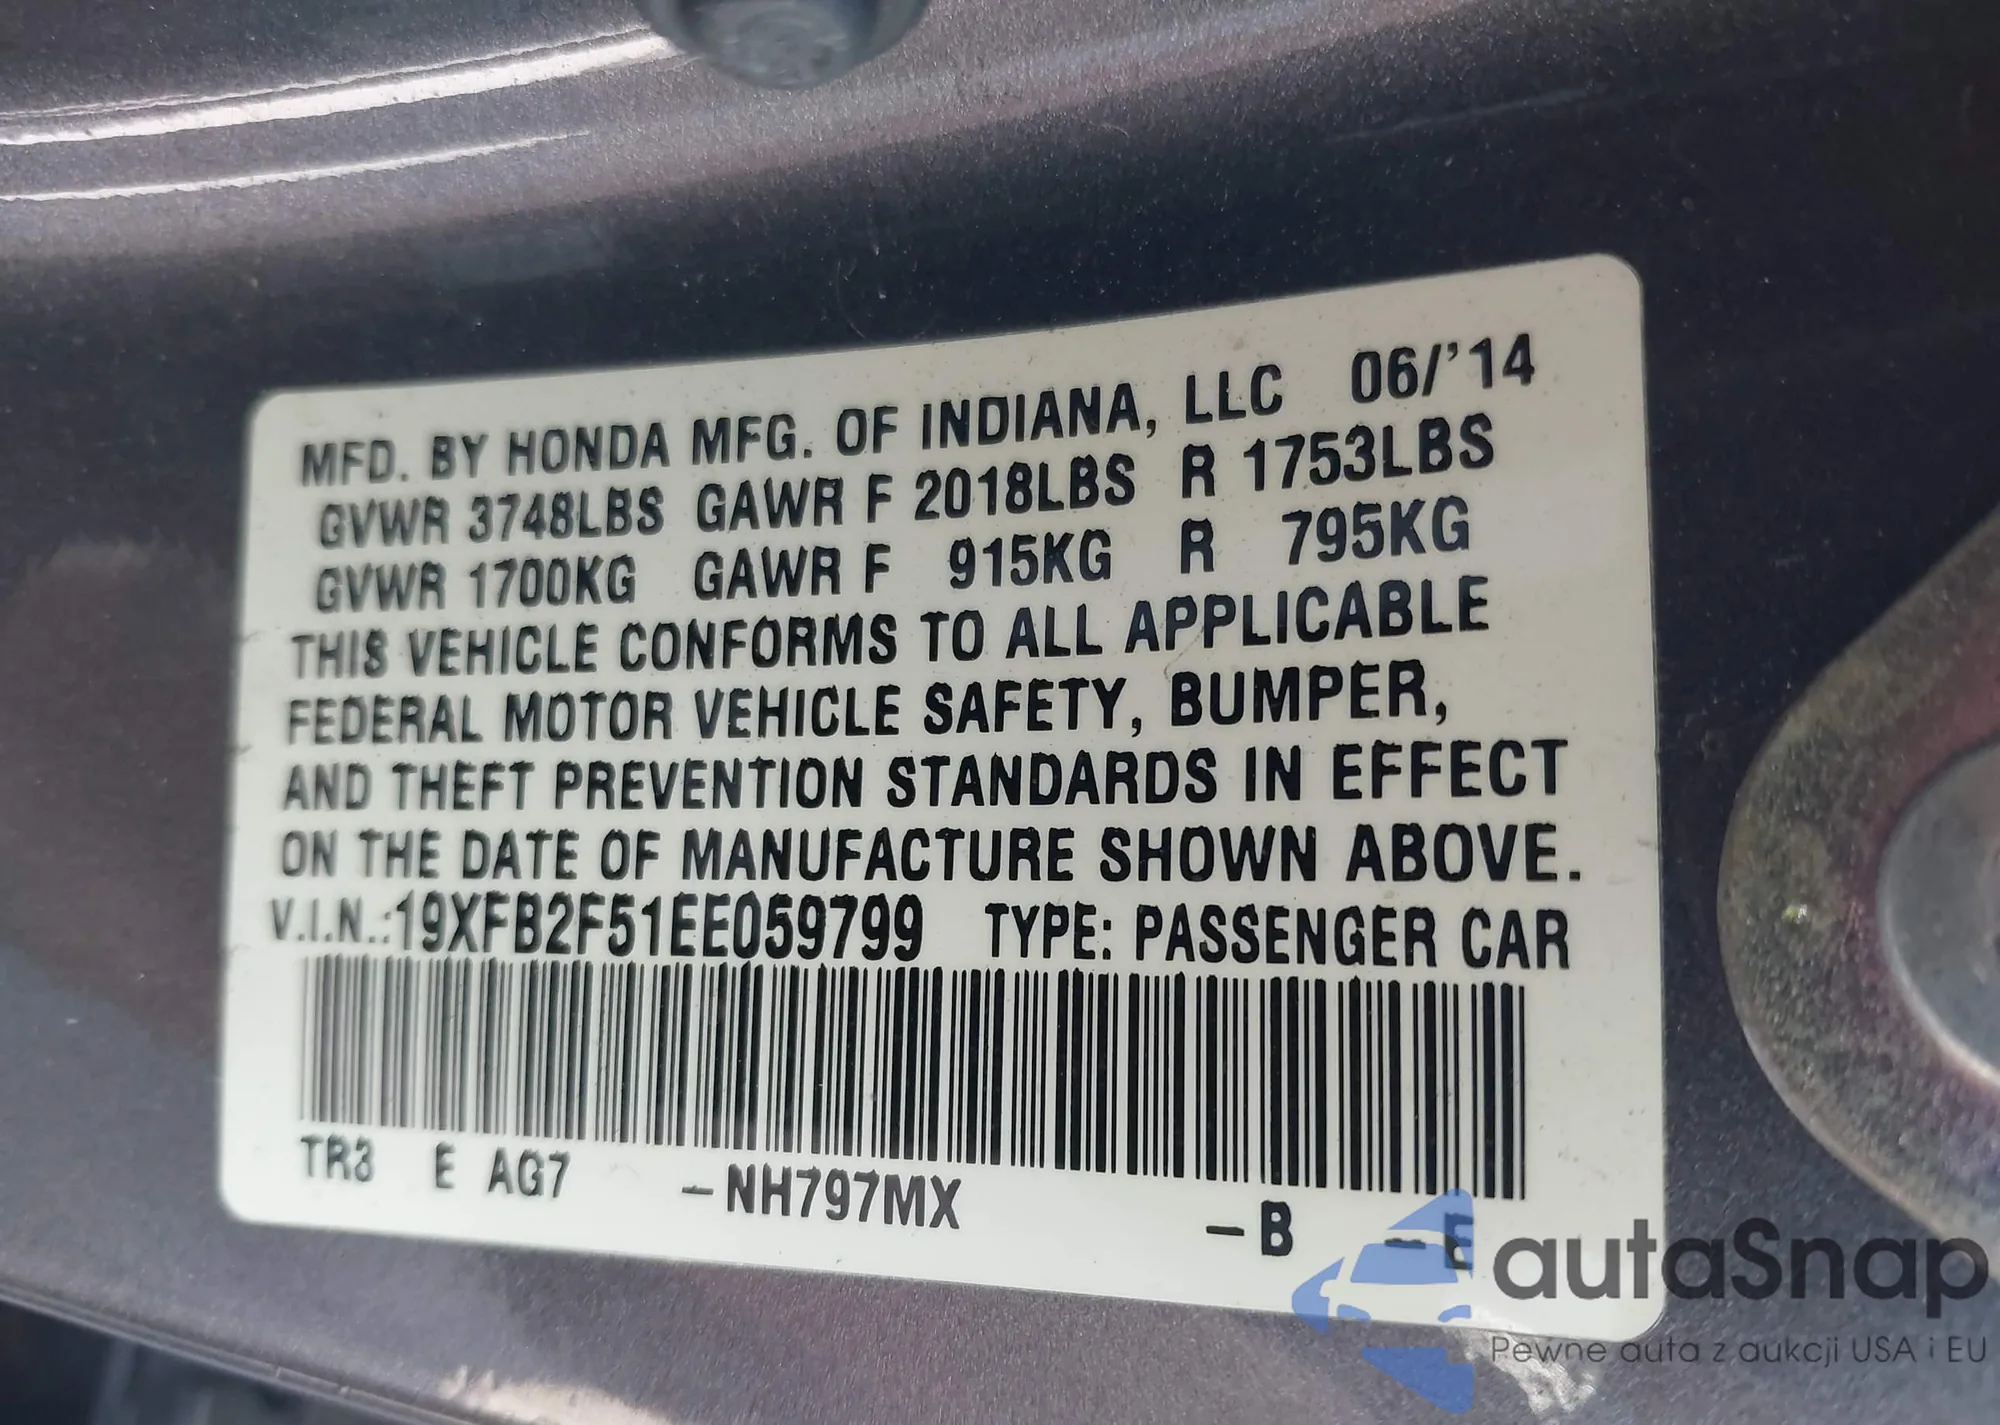 MFD. BY HONDA MFG. OF INDIANA, LLC 06/'14
GVWR 3748LBS GAWR F 2018LBS R 1753LBS
GVWR 1700KG GAWR F 915KG R 795KG
THIS VEHICLE CONFORMS TO ALL APPLICABLE
FEDERAL MOTOR VEHICLE SAFETY, BUMPER,
AND THEFT PREVENTION STANDARDS IN EFFECT
ON THE DATE OF MANUFACTURE SHOWN ABOVE.
V.I.N.:19XFB2F51EE059799 TYPE: PASSENGER CAR
TR3 E AG7 -NH797MX -B
autaSnap
Pewne auta z aukcji USA i EU